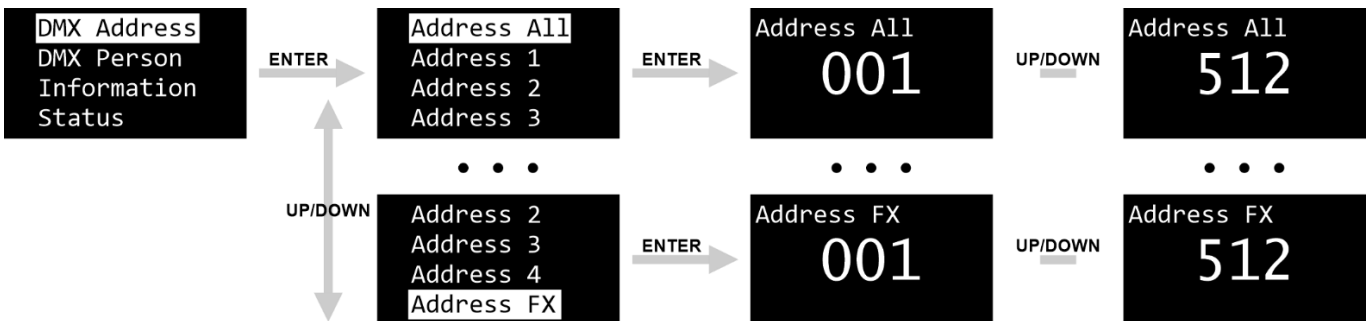 DMX Address
DMX Person
Information
Status
ENTER
UP/DOWN
Address All
Address 1
Address 2
Address 3
• • •
Address 2
Address 3
Address 4
Address FX
ENTER
ENTER
Address All
001
• • •
Address FX
001
UP/DOWN
UP/DOWN
Address All
512
• • •
Address FX
512